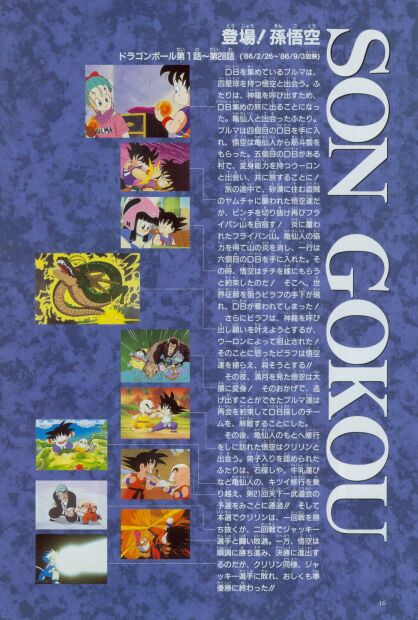 登場!孫悟空
とうじょう そんごくう
ドラゴンボール第1話~第28話 ('86/2/26~'86/9/3放映)
DBを集めているブルマは、
四星球を持つ悟空と出会う。ふ
たりは、神龍を呼び出すため、
DB集めの旅に出ることになっ
た。亀仙人と出会ったふたり。
ブルマは四個目のDBを手に入
れ、悟空は亀仙人から筋斗雲を
もらった。五個目のDBがある
村で、変身能力を持つウーロン
と出会い、共に旅することに!
旅の途中で、砂漠に住む盗賊
のヤムチャに襲われた悟空達だ
が、ピンチを切り抜け再びフライ
パン山を目指す! 炎に覆わ
れたフライパン山。亀仙人の協
力を得て山の炎を消し、一行は
六個目のDBを手に入れた。そ
の時、悟空はチチを嫁にもらう
と約束したのだ! そこへ、世
界征服を狙うピラフの手下が現
れ、DBが奪われてしまった!
さらにピラフは、神龍を呼び
出し願いを叶えようとするが、
ウーロンによって阻止された!
そのことに怒ったピラフは悟空
達を捕らえ、殺そうとする!!
その夜、満月を見た悟空は大
猿に変身! そのおかげで、逃
げ出すことができたブルマ達は
再会を約束してDB探しのチー
ムを、解散することにした。
その後、亀仙人のもとへ修行
をしに訪れた悟空はクリリンと
出会う。弟子入りを認められた
ふたりは、石探しや、牛乳運び
など亀仙人の、キツイ修行を乗
り越え、第21回天下一武道会の
予選をみごとに通過!! そして
本選でクリリンは、一回戦を勝
ち抜くが、二回戦でジャッキー
選手と闘い敗退。一方、悟空は
順調に勝ち進み、決勝に進出す
るのだが、クリリン同様、ジャ
ッキー選手に敗れ、おしくも準
優勝に終わった!!
SON GOKOU
16